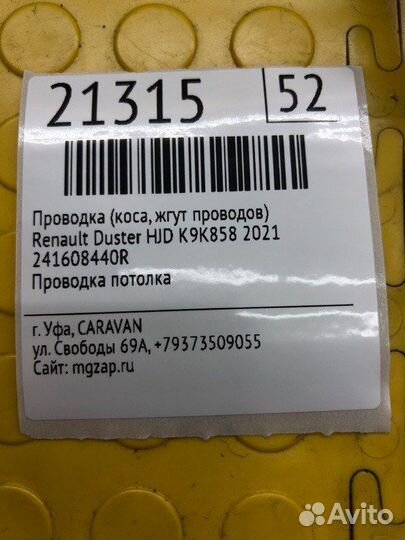 21315 52
Проводка (коса, жгут проводов)
Renault Duster HJD K9K858 2021
241608440R
Проводка потолка
г. Уфа, CARAVAN
ул. Свободы 69А, +79373509055
Сайт: mgzap.ru
Avito